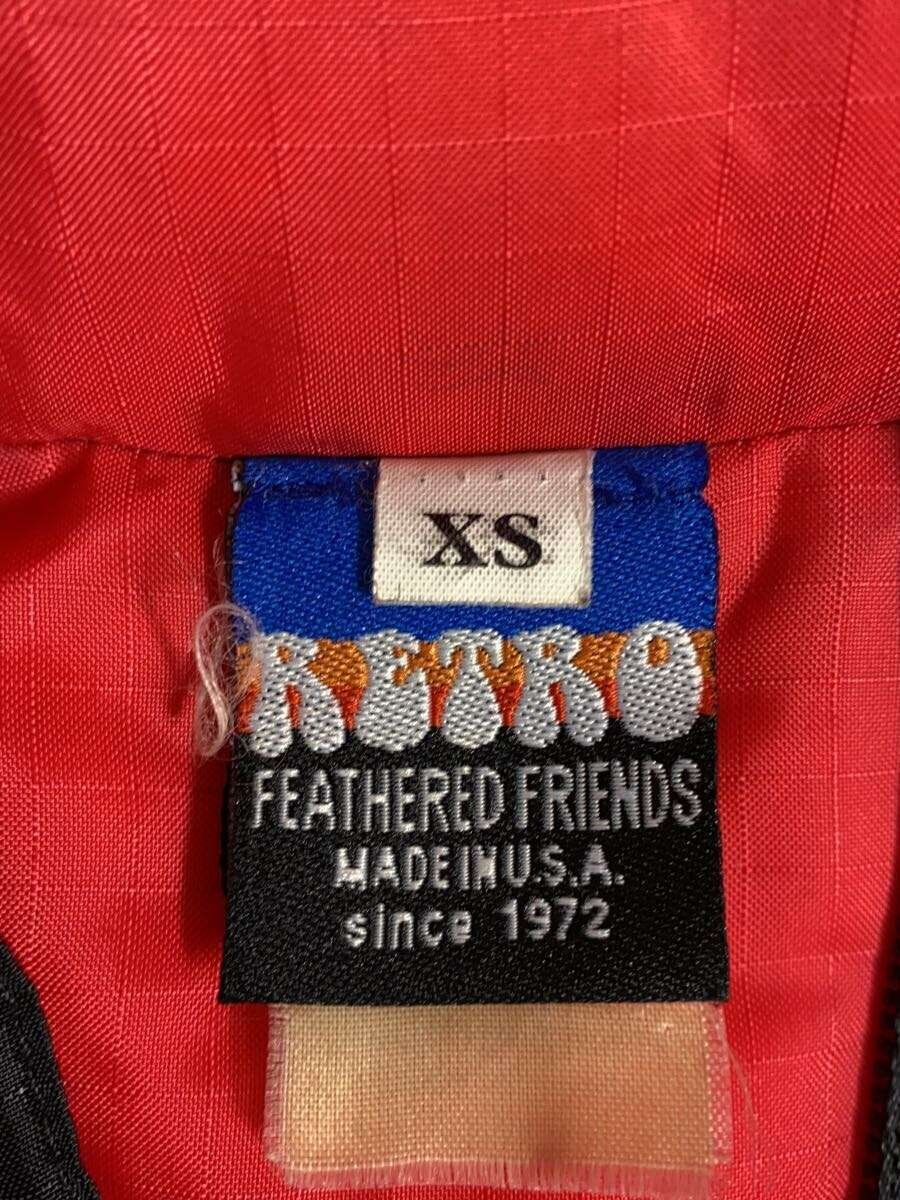 XS
RETRO
FEATHERED FRIENDS
MADE IN U.S.A.
since 1972